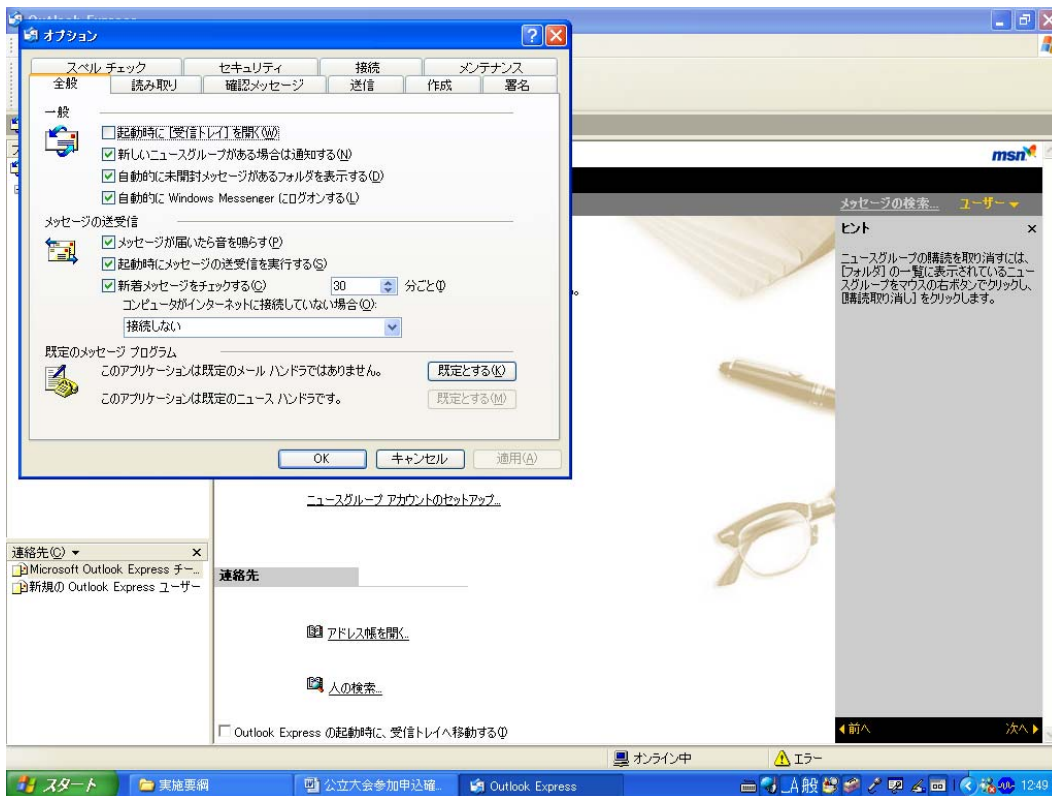 Outlook Express
オプション
スペル チェック
セキュリティ
接続
メンテナンス
全般
読み取り
確認メッセージ
送信
作成
署名
一般
起動時に [受信トレイ] を開く(W)
新しいニュースグループがある場合は通知する(N)
自動的に未開封メッセージがあるフォルダを表示する(D)
自動的に Windows Messenger にログオンする(L)
メッセージの送受信
メッセージが届いたら音を鳴らす(P)
起動時にメッセージの送受信を実行する(S)
新着メッセージをチェックする(C) 30 分ごと(I)
コンピュータがインターネットに接続していない場合(O):
接続しない
既定のメッセージ プログラム
このアプリケーションは既定のメール ハンドラではありません。
既定とする(K)
このアプリケーションは既定のニュース ハンドラです。
既定とする(M)
OK
キャンセル
適用(A)
msn
メッセージの検索...
ユーザー
ヒント
ニュースグループの購読を取り消すには、
[フォルダ] の一覧に表示されているニュー
スグループをマウスの右ボタンでクリックし、
[購読取り消し] をクリックします。
ニュースグループ アカウントのセットアップ...
連絡先(C)
Microsoft Outlook Express チー...
新規の Outlook Express ユーザー
連絡先
アドレス帳を開く...
人の検索...
Outlook Express の起動時に、受信トレイへ移動する(I)
前へ
次へ
オンライン中
エラー
スタート
実施要綱
公立大会参加申込確...
Outlook Express
A 般
12:49